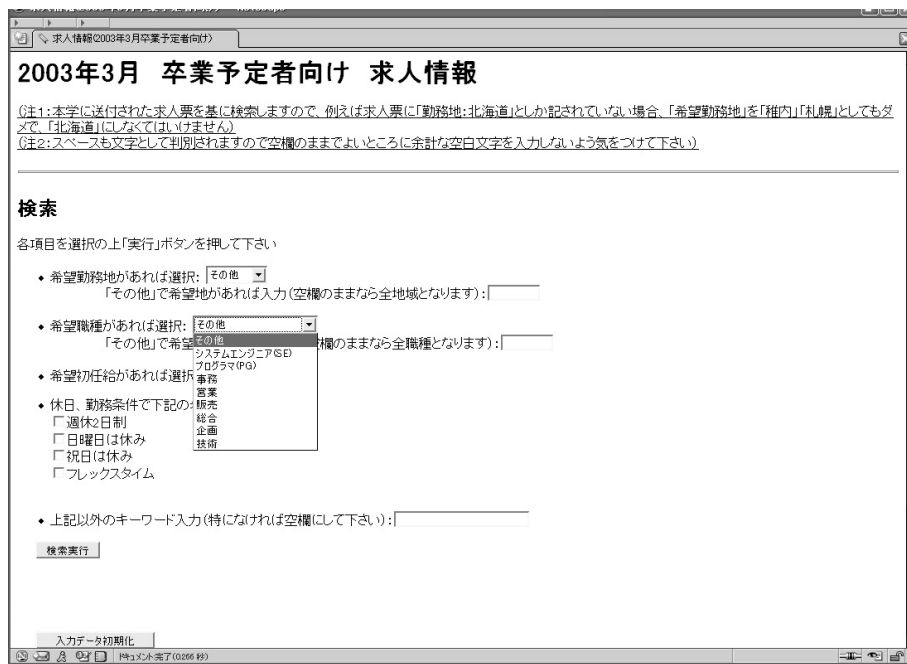 求人情報(2003年3月卒業予定者向け)
2003年3月　卒業予定者向け　求人情報
(注1:本学に送付された求人票を基に検索しますので、例えば求人票に「勤務地:北海道」としか記されていない場合、「希望勤務地」を「稚内」「札幌」としてもダ
メで、「北海道」にしなくてはいけません)
(注2:スペースも文字として判別されますので空欄のままでよいところに余計な空白文字を入力しないよう気をつけて下さい)
検索
各項目を選択の上「実行」ボタンを押して下さい
希望勤務地があれば選択: その他
「その他」で希望地があれば入力(空欄のままなら全地域となります):
希望職種があれば選択: その他
「その他」で希望 欄のままなら全職種となります):
その他
システムエンジニア(SE)
プログラマ(PG)
事務
営業
販売
総合
企画
技術
希望初任給があれば選択
休日、勤務条件で下記の
週休2日制
日曜日は休み
祝日は休み
フレックスタイム
上記以外のキーワード入力(特になければ空欄にして下さい):
検索実行
入力データ初期化
ドキュメント完了(0.266 秒)